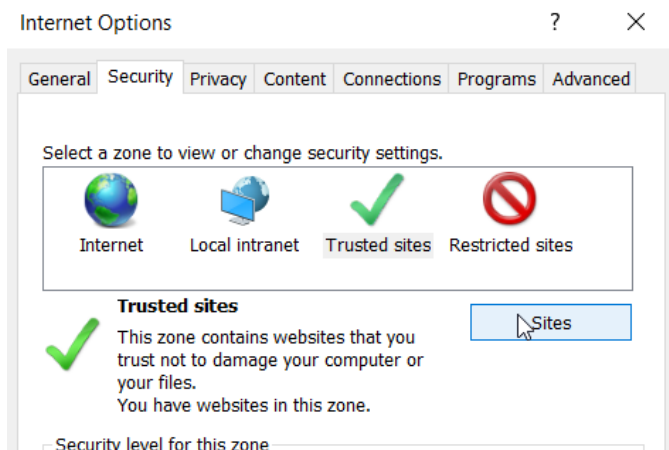 Internet Options ?
General Security Privacy Content Connections Programs Advanced
Select a zone to view or change security settings.
Internet Local intranet Trusted sites Restricted sites
Trusted sites
Sites
This zone contains websites that you
trust not to damage your computer or
your files.
You have websites in this zone.
Security level for this zone